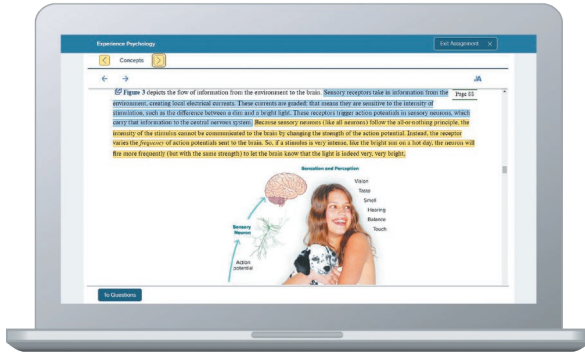 Experience Psychology
Exit Assignment ×
Concepts
Figure 3 depicts the flow of information from the environment to the brain. Sensory receptors take in information from the
Page 55
environment, creating local electrical currents. These currents are graded; that means they are sensitive to the intensity of
stimulation, such as the difference between a dim and a bright light. These receptors trigger action potentials in sensory neurons, which
carry that information to the central nervous system. Because sensory neurons (like all neurons) follow the all-or-nothing principle, the
intensity of the stimulus cannot be communicated to the brain by changing the strength of the action potential. Instead, the receptor
varies the frequency of action potentials sent to the brain. So, if a stimulus is very intense, like the bright sun on a hot day, the neuron will
fire more frequently (but with the same strength) to let the brain know that the light is indeed very, very bright.
Sensation and Perception
Vision
Taste
Smell
Hearing
Balance
Touch
Sensory
Neuron
Action
potential
To Questions